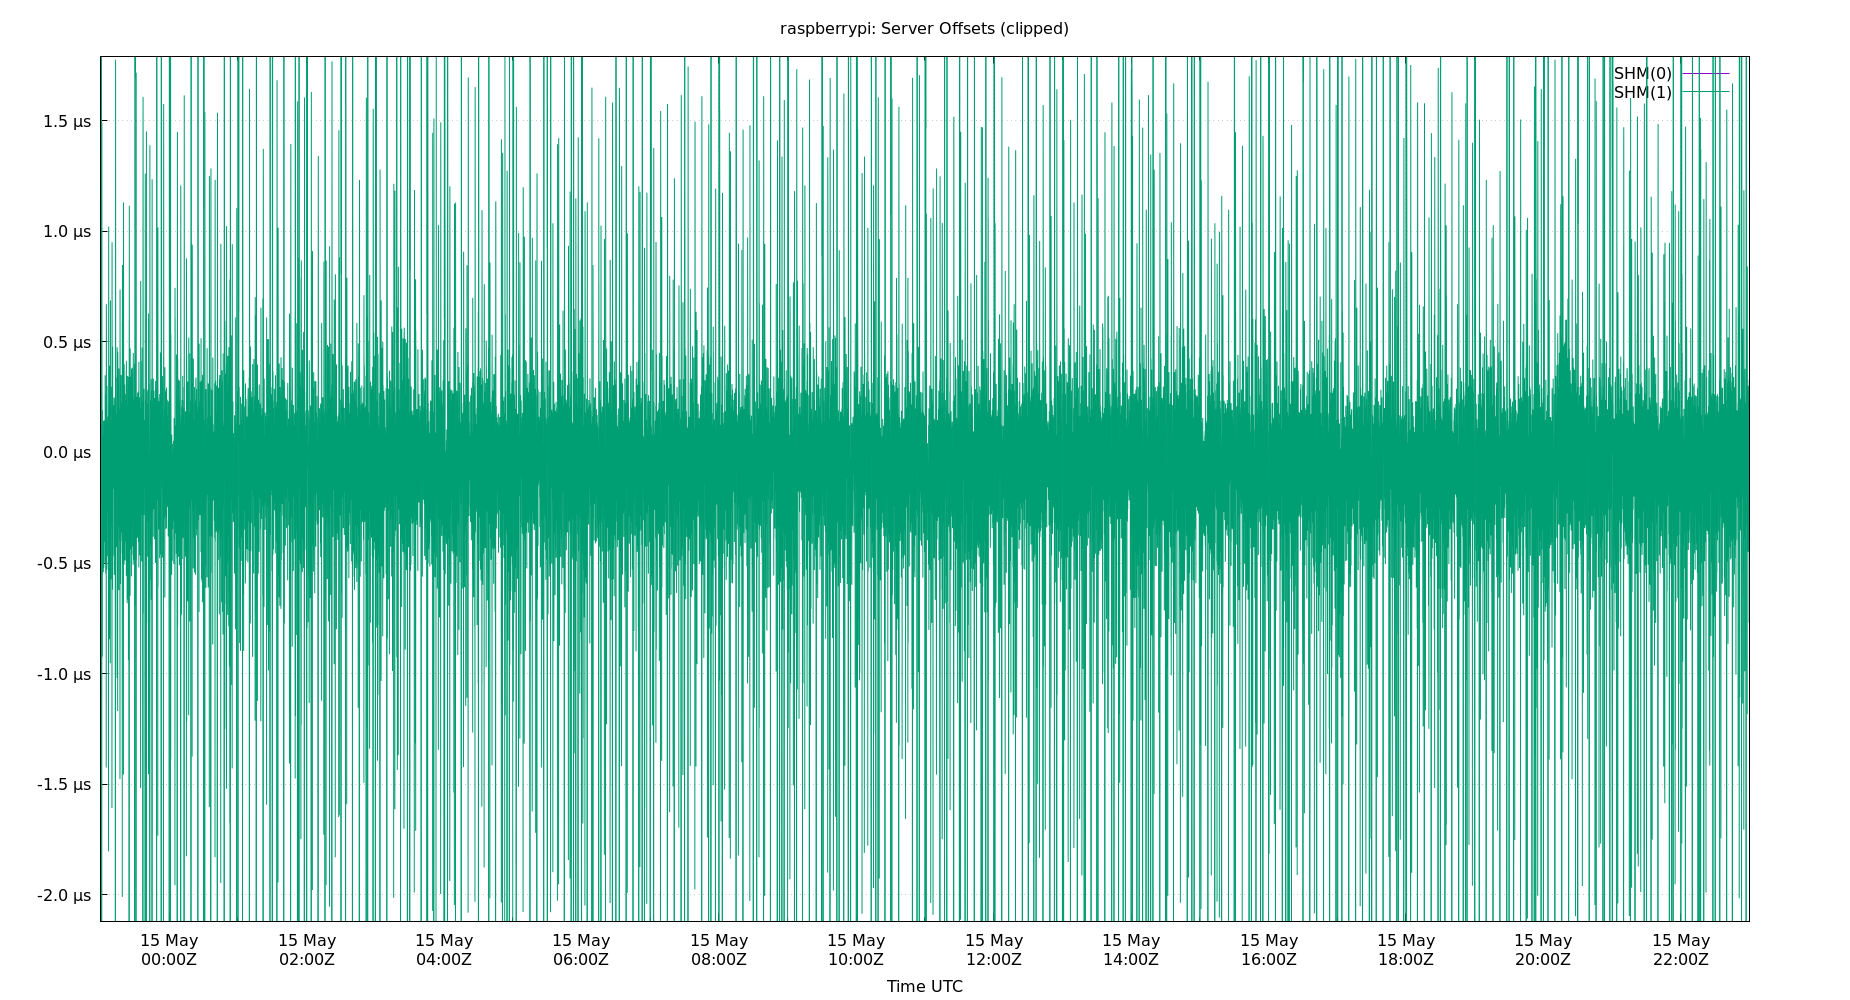 raspberrypi: Server Offsets (clipped)
SHM(0)
SHM(1)
1.5 µs
1.0 µs
0.5 µs
0.0 µs
-0.5 µs
-1.0 µs
-1.5 µs
-2.0 µs
15 May 15 May 15 May 15 May 15 May 15 May 15 May 15 May 15 May 15 May 15 May 15 May
00:00Z 02:00Z 04:00Z 06:00Z 08:00Z 10:00Z 12:00Z 14:00Z 16:00Z 18:00Z 20:00Z 22:00Z
Time UTC